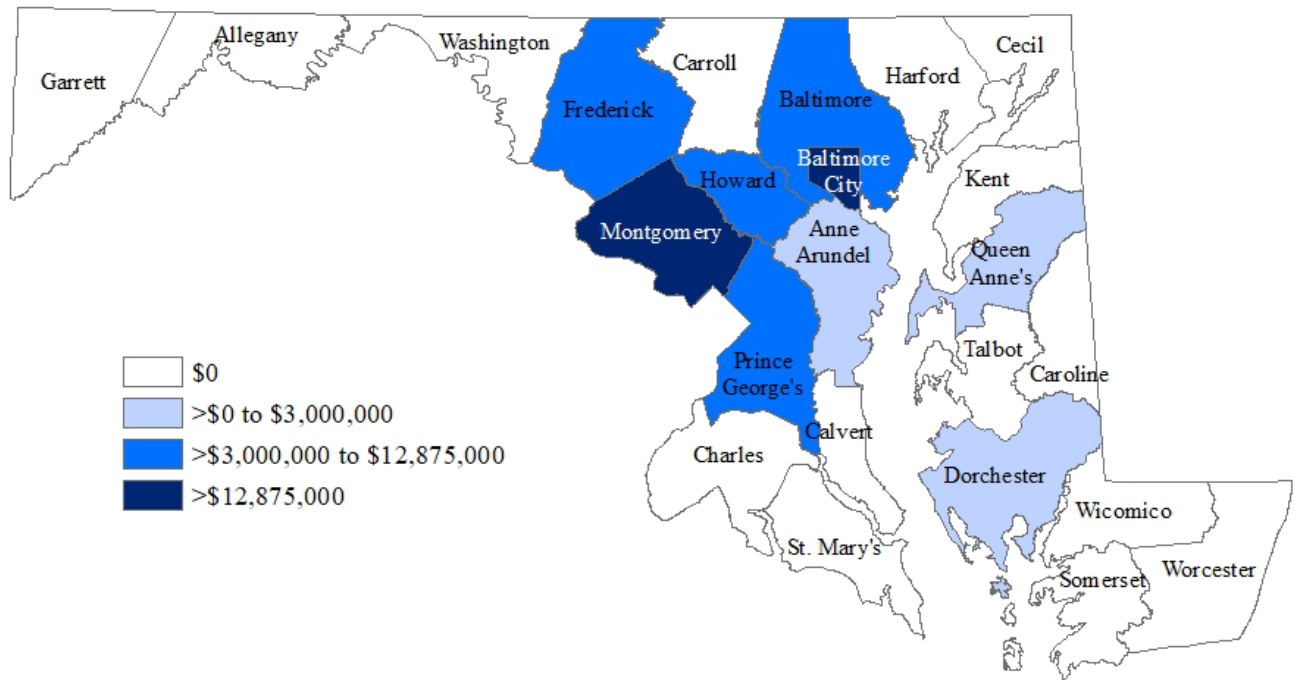 Allegany
Washington
Cecil
Garrett
Carroll
Harford
Frederick
Baltimore
Baltimore
City
Howard
Kent
Montgomery
Anne
Arundel
Queen
Anne's
Talbot
Prince
George's
Caroline
$0
>$0 to $3,000,000
>$3,000,000 to $12,875,000
>$12,875,000
Calvert
Charles
Dorchester
Wicomico
St. Mary's
Somerset
Worcester